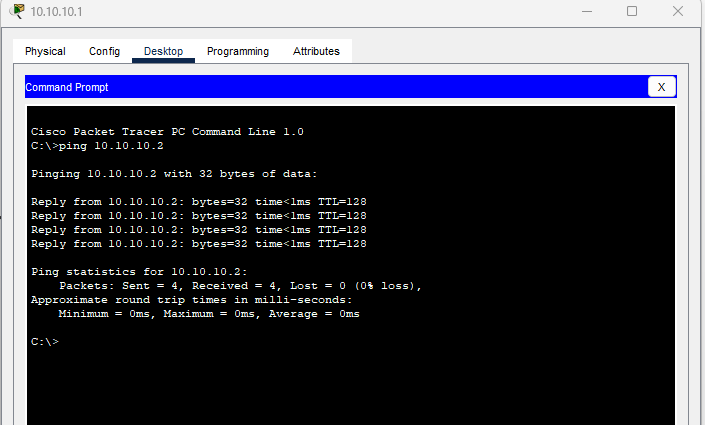 10.10.10.1
Physical Config Desktop Programming Attributes
Command Prompt X
Cisco Packet Tracer PC Command Line 1.0
C:\>ping 10.10.10.2
Pinging 10.10.10.2 with 32 bytes of data:
Reply from 10.10.10.2: bytes=32 time<1ms TTL=128
Reply from 10.10.10.2: bytes=32 time<1ms TTL=128
Reply from 10.10.10.2: bytes=32 time<1ms TTL=128
Reply from 10.10.10.2: bytes=32 time<1ms TTL=128
Ping statistics for 10.10.10.2:
Packets: Sent = 4, Received = 4, Lost = 0 (0% loss),
Approximate round trip times in milli-seconds:
Minimum = 0ms, Maximum = 0ms, Average = 0ms
C:\>